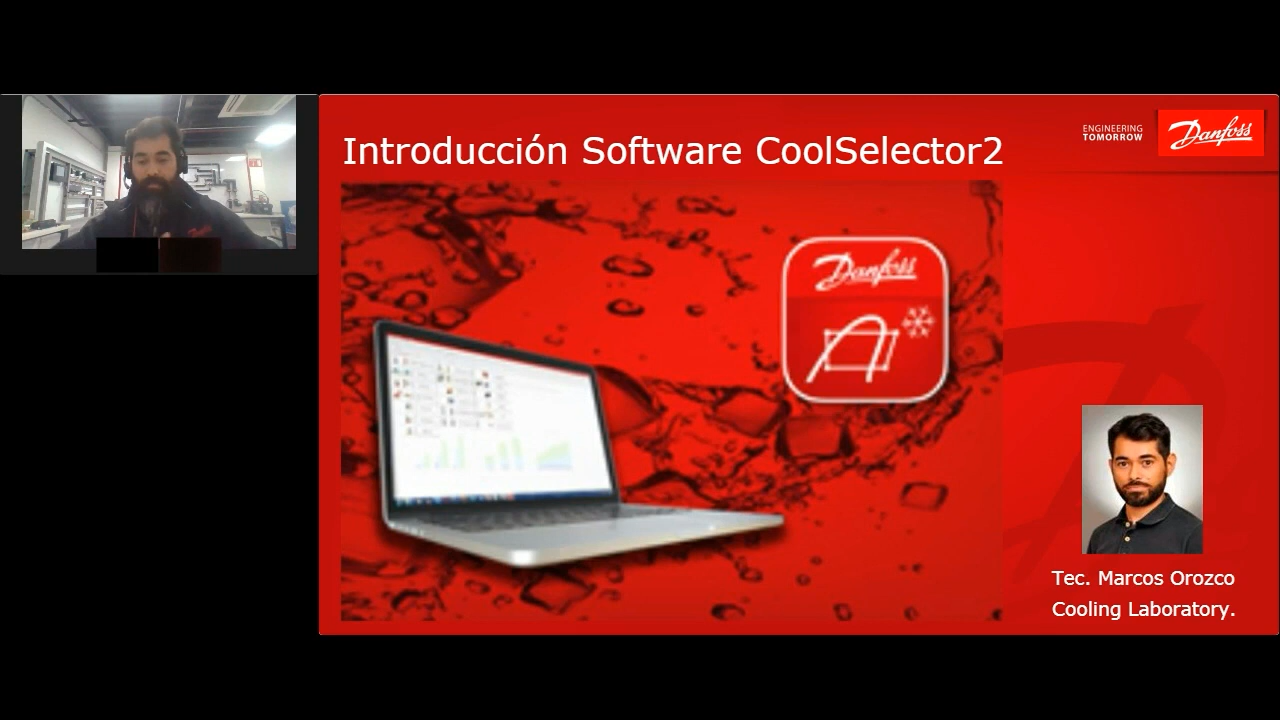 Introducción Software CoolSelector2
ENGINEERING
TOMORROW
Danfoss
Danfoss
Tec. Marcos Orozco
Cooling Laboratory.